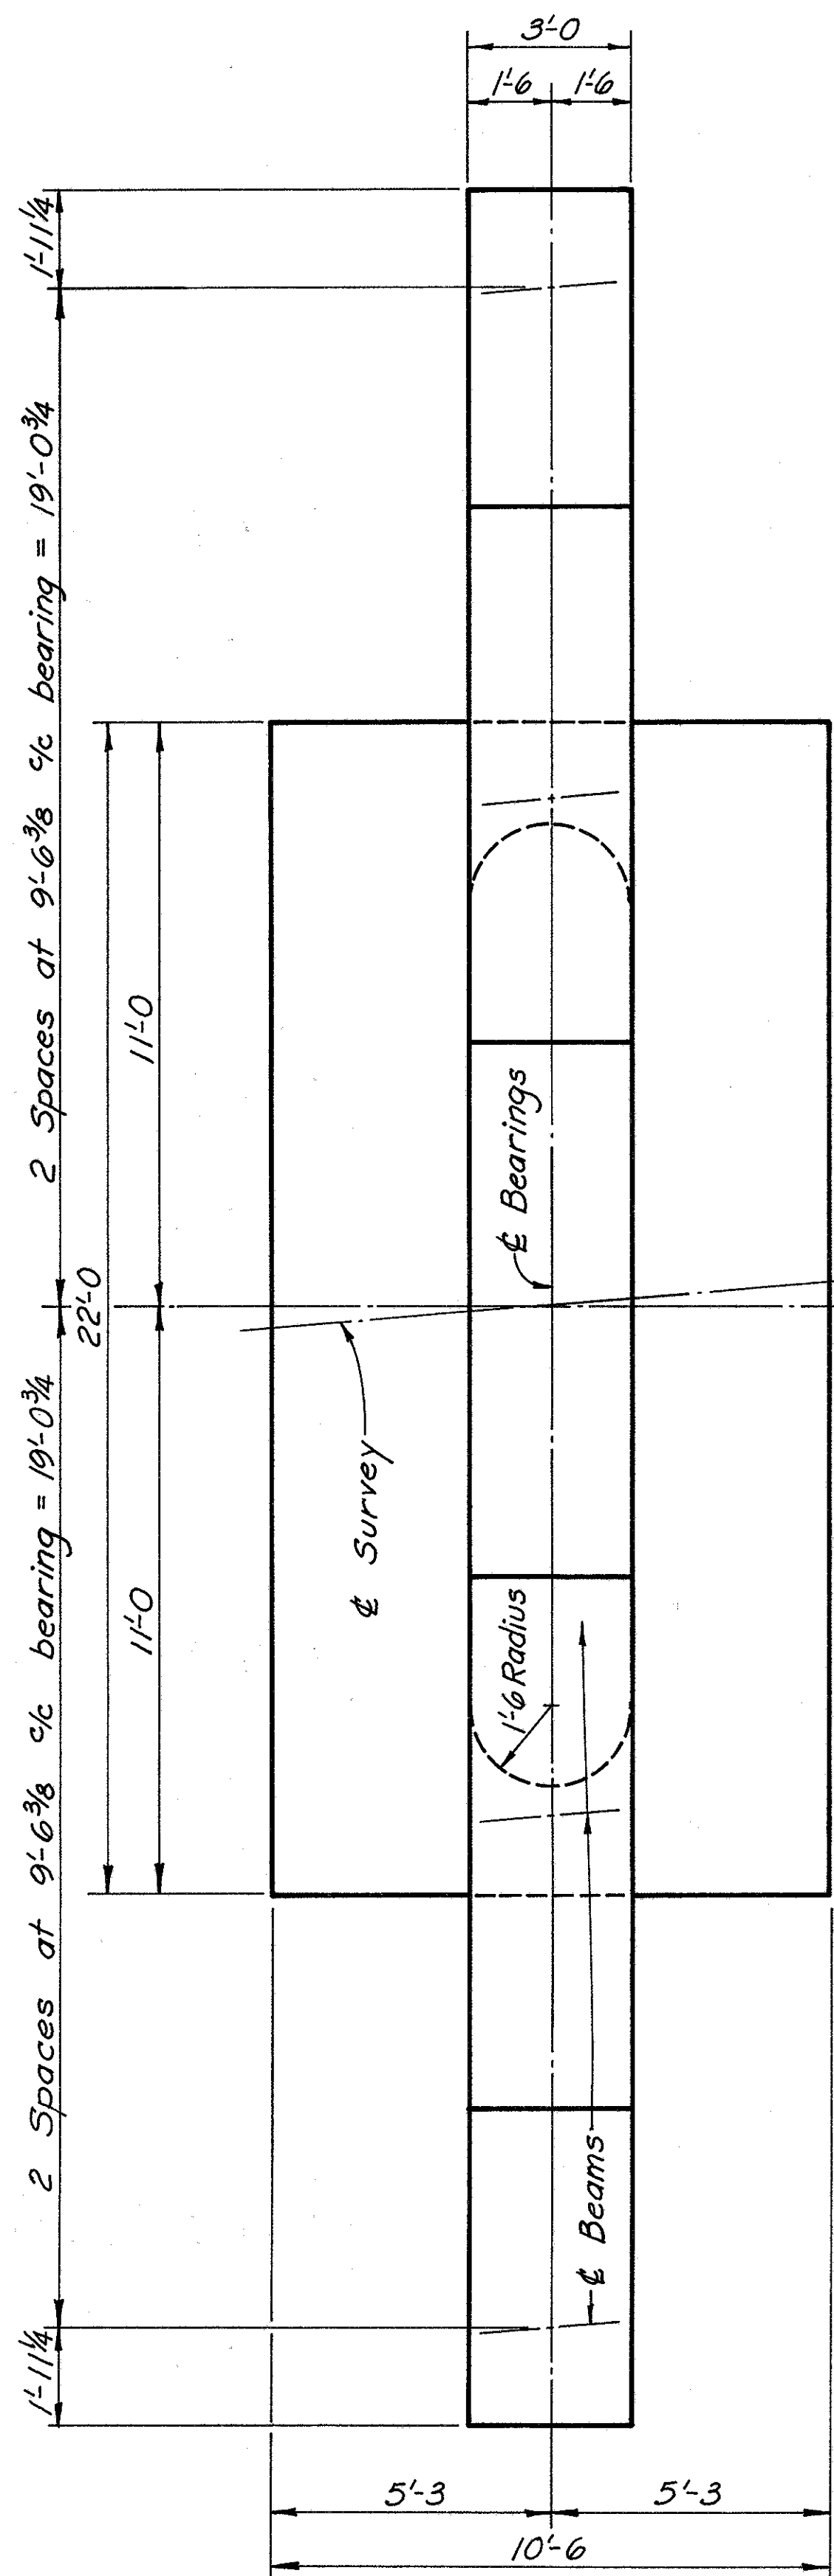 3'-0
1'-6
1'-6
1'-11¼
2 Spaces at 9'-6⅜ c/c bearing = 19'-0¾
11'-0
22'-0
℄ Bearings
℄ Survey
2 Spaces at 9'-6⅜ c/c bearing = 19'-0¾
11'-0
1'-6 Radius
℄ Beams
1'-11¼
5'-3
5'-3
10'-6